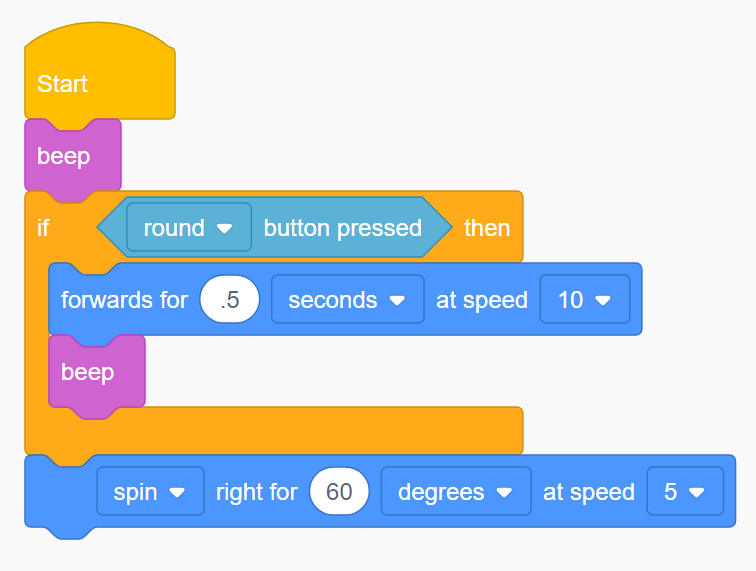 Start
beep
if round button pressed then
forwards for .5 seconds at speed 10
beep
spin right for 60 degrees at speed 5